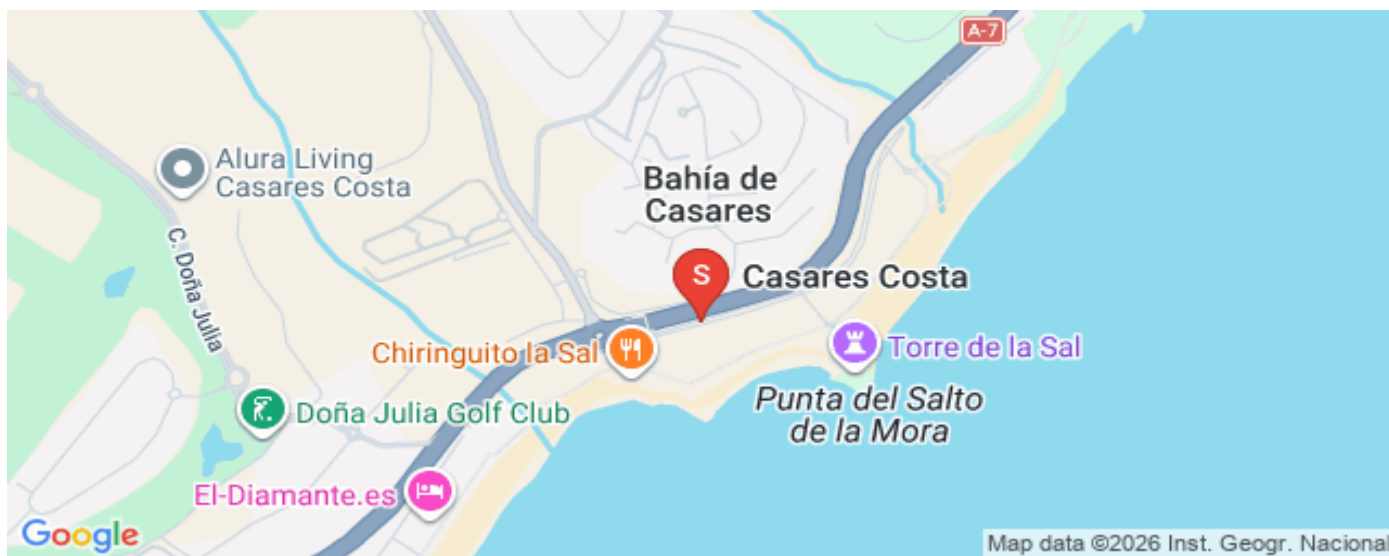 A-7
Alura Living
Casares Costa
Bahía de
Casares
C. Doña Julia
S
Casares Costa
Chiringuito la Sal
Torre de la Sal
Punta del Salto
de la Mora
Doña Julia Golf Club
El-Diamante.es
Google
Map data ©2026 Inst. Geogr. Nacional